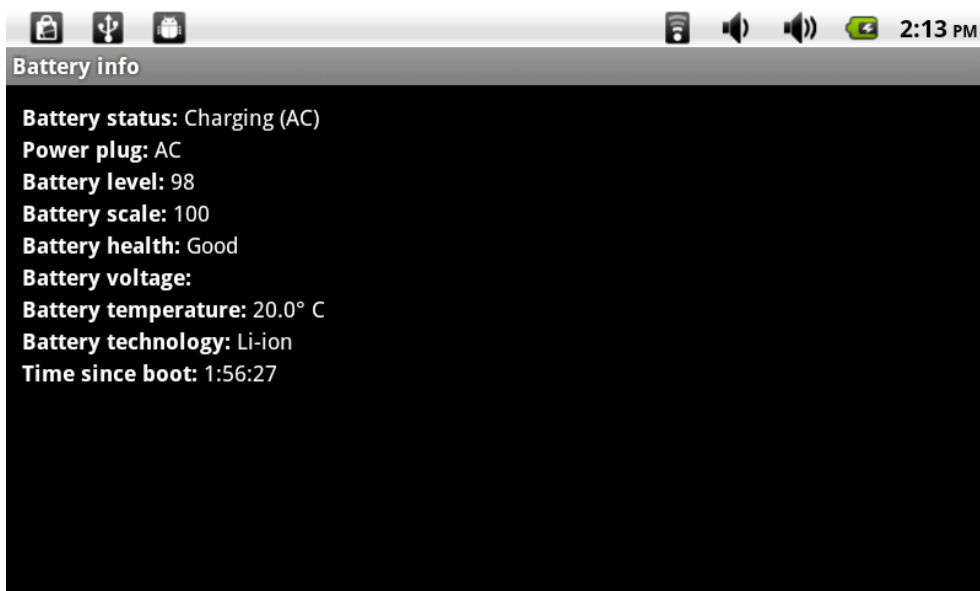 2:13 PM
Battery info
Battery status: Charging (AC)
Power plug: AC
Battery level: 98
Battery scale: 100
Battery health: Good
Battery voltage:
Battery temperature: 20.0° C
Battery technology: Li-ion
Time since boot: 1:56:27